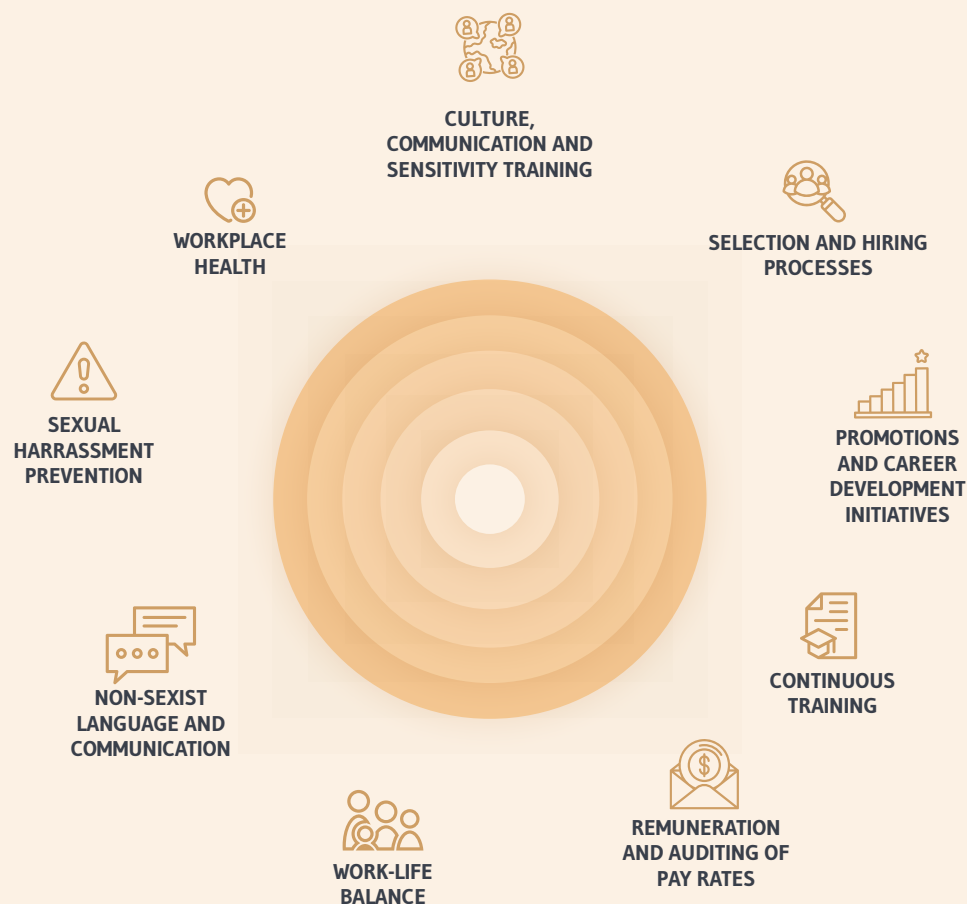 CULTURE,
COMMUNICATION AND
SENSITIVITY TRAINING
SELECTION AND HIRING
PROCESSES
PROMOTIONS
AND CAREER
DEVELOPMENT
INITIATIVES
CONTINUOUS
TRAINING
REMUNERATION
AND AUDITING OF
PAY RATES
WORK-LIFE
BALANCE
NON-SEXIST
LANGUAGE AND
COMMUNICATION
SEXUAL
HARRASSMENT
PREVENTION
WORKPLACE
HEALTH
$